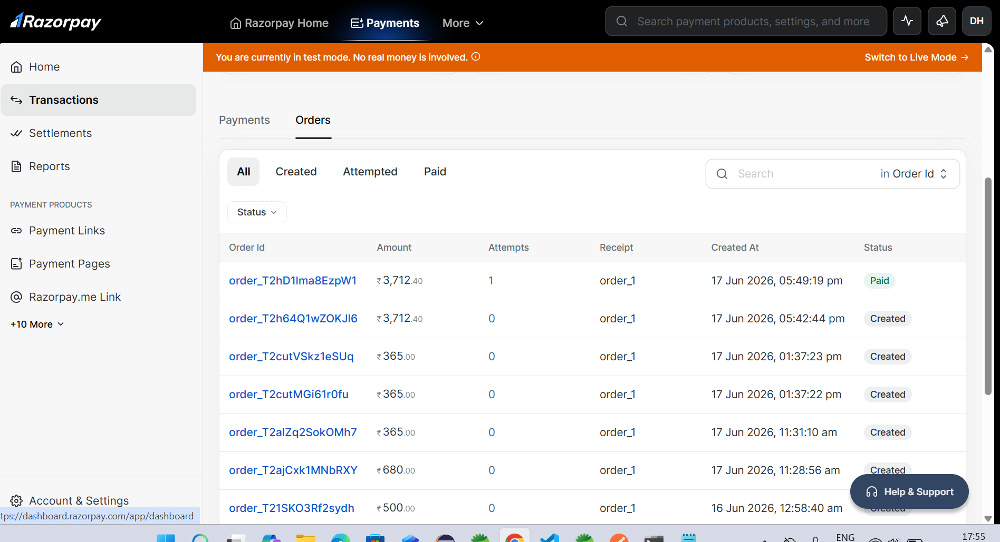 Razorpay
Razorpay Home
Payments
More
Search payment products, settings, and more
DH
You are currently in test mode. No real money is involved.
Switch to Live Mode →
Home
Transactions
Settlements
Reports
PAYMENT PRODUCTS
Payment Links
Payment Pages
Razorpay.me Link
+10 More
Account & Settings
tps://dashboard.razorpay.com/app/dashboard
Payments Orders
All Created Attempted Paid
Search in Order Id
Status
Order Id Amount Attempts Receipt Created At Status
order_T2hD1Ima8EzpW1 ₹3,712.40 1 order_1 17 Jun 2026, 05:49:19 pm Paid
order_T2h64Q1wZOKJI6 ₹3,712.40 0 order_1 17 Jun 2026, 05:42:44 pm Created
order_T2cutVSkz1eSUq ₹365.00 0 order_1 17 Jun 2026, 01:37:23 pm Created
order_T2cutMGi61r0fu ₹365.00 0 order_1 17 Jun 2026, 01:37:22 pm Created
order_T2alZq2SokOMh7 ₹365.00 0 order_1 17 Jun 2026, 11:31:10 am Created
order_T2ajCxk1MNbRXY ₹680.00 0 order_1 17 Jun 2026, 11:28:56 am Created
order_T21SKO3Rf2sydh ₹500.00 0 order_1 16 Jun 2026, 12:58:40 am Created
Help & Support
ENG
17:55